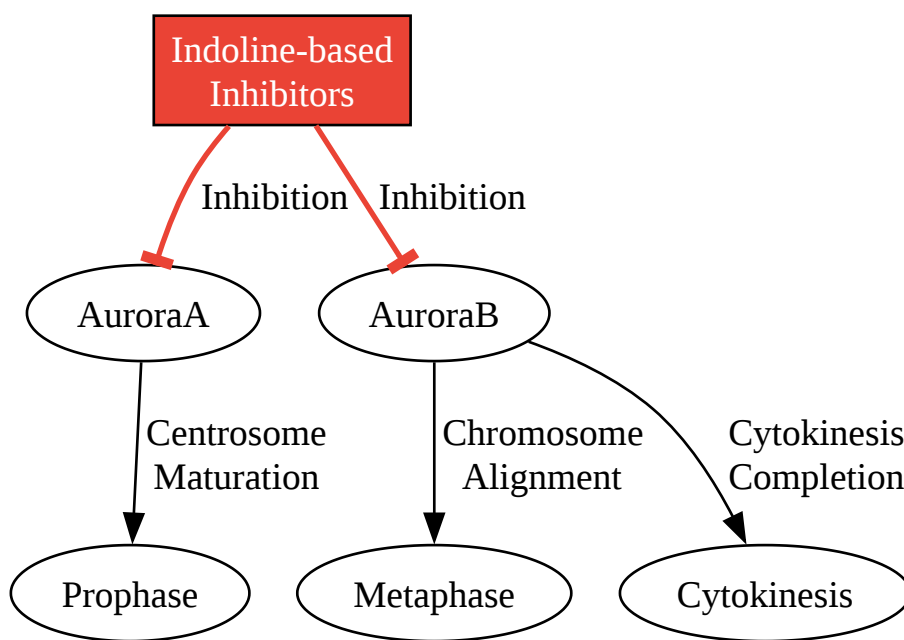 Indoline-based
Inhibitors
Inhibition
Inhibition
AuroraA
AuroraB
Centrosome
Maturation
Chromosome
Alignment
Cytokinesis
Completion
Prophase
Metaphase
Cytokinesis